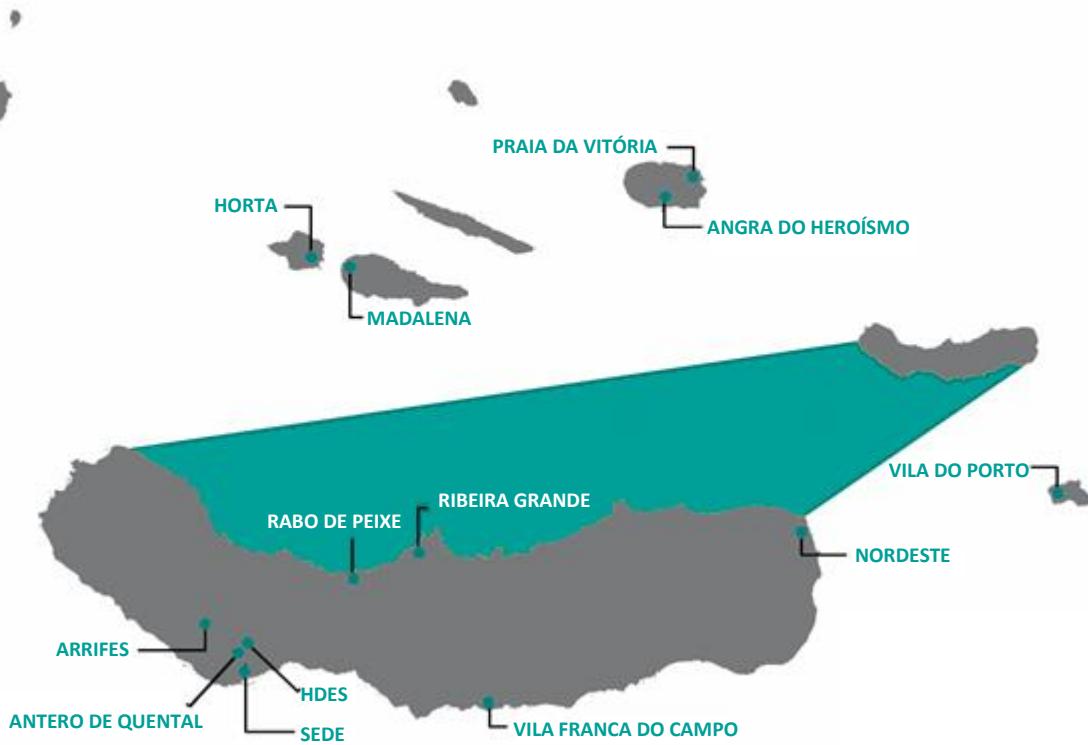 PRAIA DA VITÓRIA
HORTA
ANGRA DO HEROÍSMO
MADALENA
VILA DO PORTO
RIBEIRA GRANDE
RABO DE PEIXE
NORDESTE
ARRIFES
HDES
ANTERO DE QUENTAL
SEDE
VILA FRANCA DO CAMPO